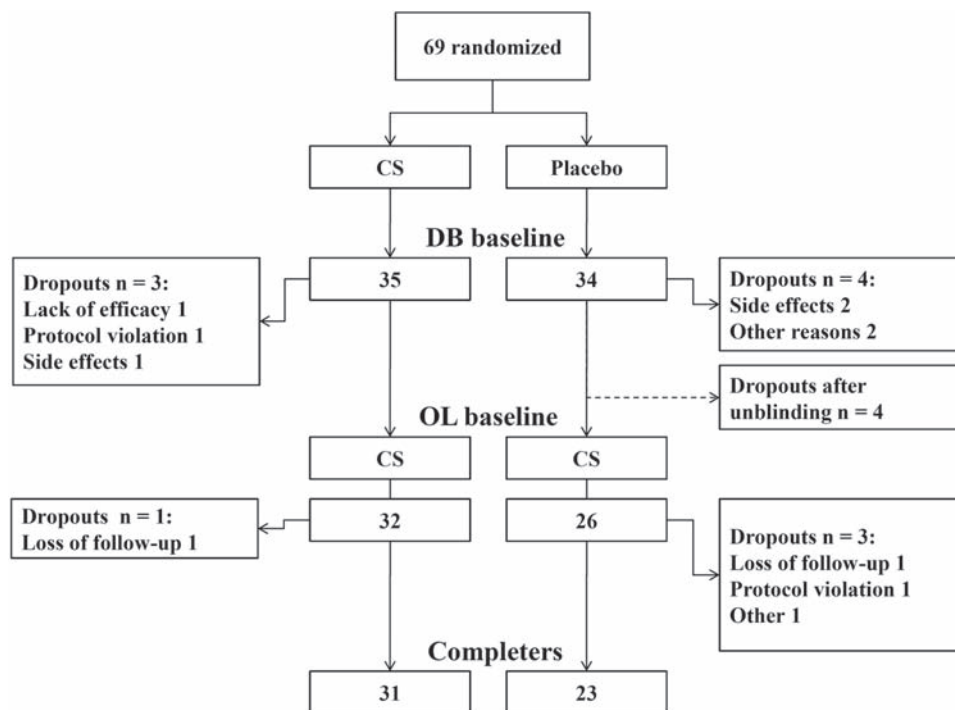 69 randomized
CS
Placebo
DB baseline
Dropouts n = 3:
Lack of efficacy 1
Protocol violation 1
Side effects 1
35
34
Dropouts n = 4:
Side effects 2
Other reasons 2
Dropouts after
unblinding n = 4
OL baseline
CS
CS
Dropouts n = 1:
Loss of follow-up 1
32
26
Dropouts n = 3:
Loss of follow-up 1
Protocol violation 1
Other 1
Completers
31
23